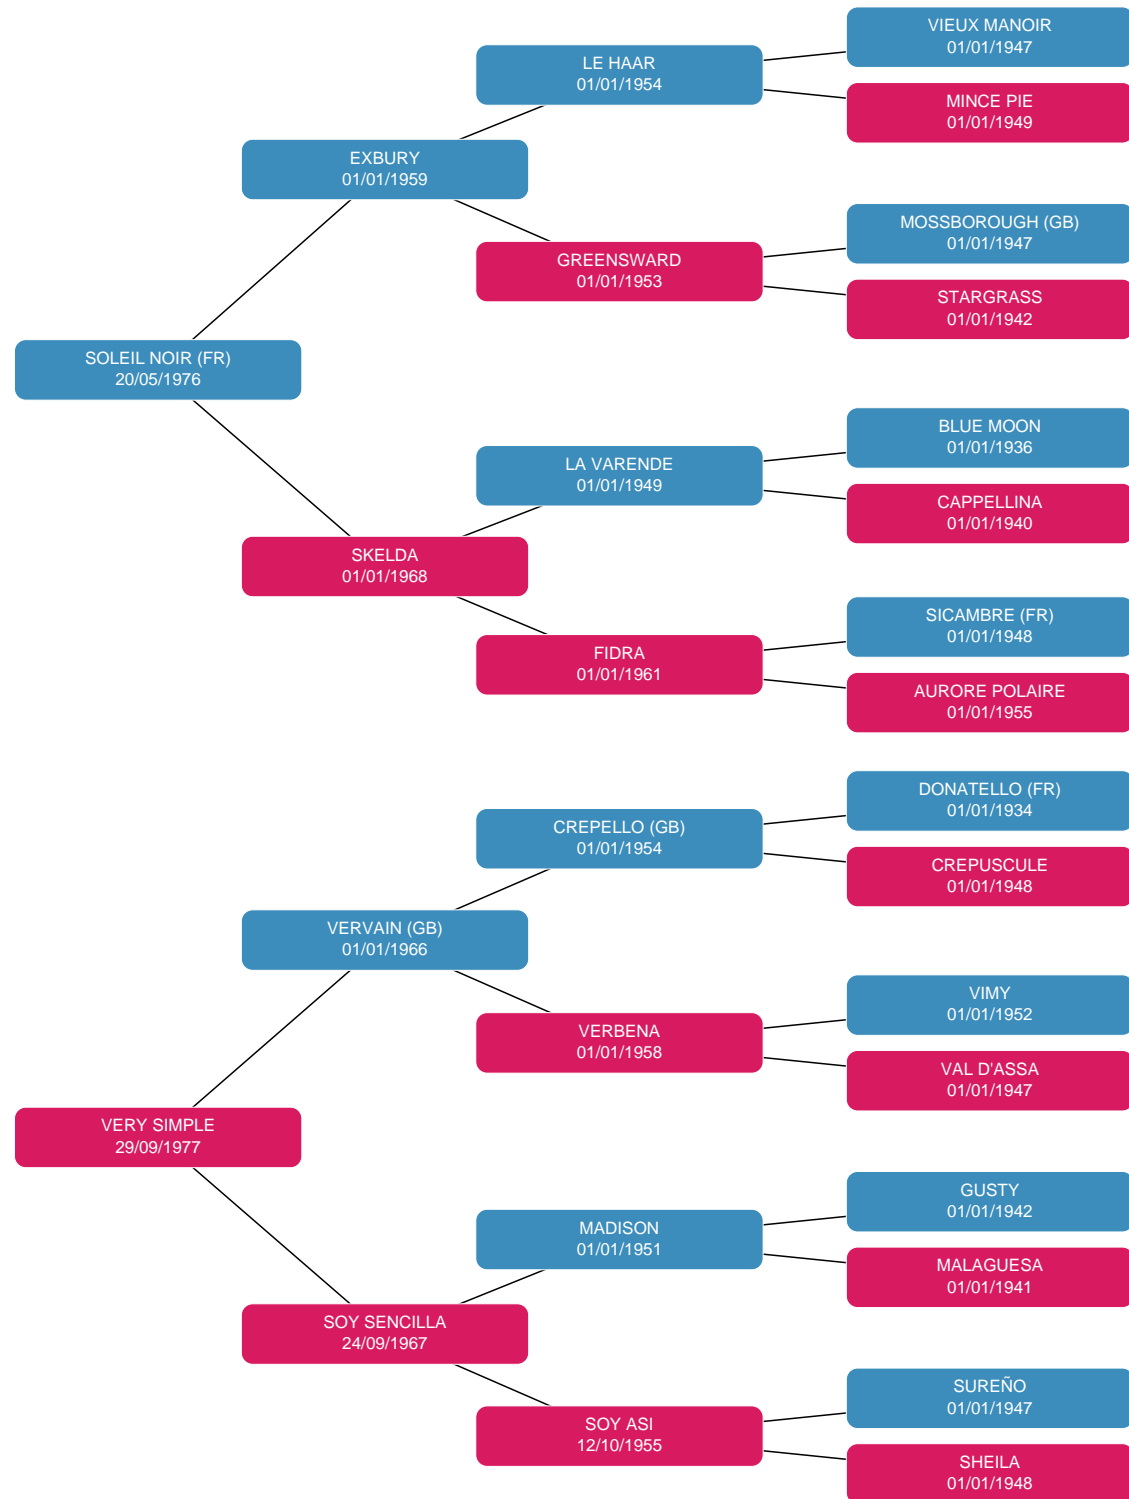 VIEUX MANOIR
01/01/1947
LE HAAR
01/01/1954
MINCE PIE
01/01/1949
EXBURY
01/01/1959
MOSSBOROUGH (GB)
01/01/1947
GREENSWARD
01/01/1953
STARGRASS
01/01/1942
SOLEIL NOIR (FR)
20/05/1976
BLUE MOON
01/01/1936
LA VARENDE
01/01/1949
CAPPELLINA
01/01/1940
SKELDA
01/01/1968
SICAMBRE (FR)
01/01/1948
FIDRA
01/01/1961
AURORE POLAIRE
01/01/1955
DONATELLO (FR)
01/01/1934
CREPELLO (GB)
01/01/1954
CREPUSCULE
01/01/1948
VERVAIN (GB)
01/01/1966
VIMY
01/01/1952
VERBENA
01/01/1958
VAL D'ASSA
01/01/1947
VERY SIMPLE
29/09/1977
GUSTY
01/01/1942
MADISON
01/01/1951
MALAGUESA
01/01/1941
SOY SENCILLA
24/09/1967
SUREÑO
01/01/1947
SOY ASI
12/10/1955
SHEILA
01/01/1948